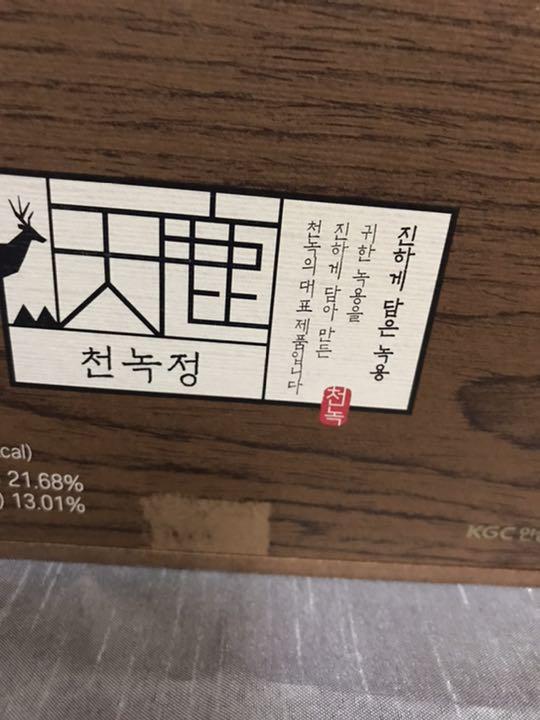 天鹿
천녹정
진하게 담은 녹용
귀한 녹용을
진하게 담아 만든
천녹의 대표 제품입니다
천녹
cal)
21.68%
) 13.01%
KGC